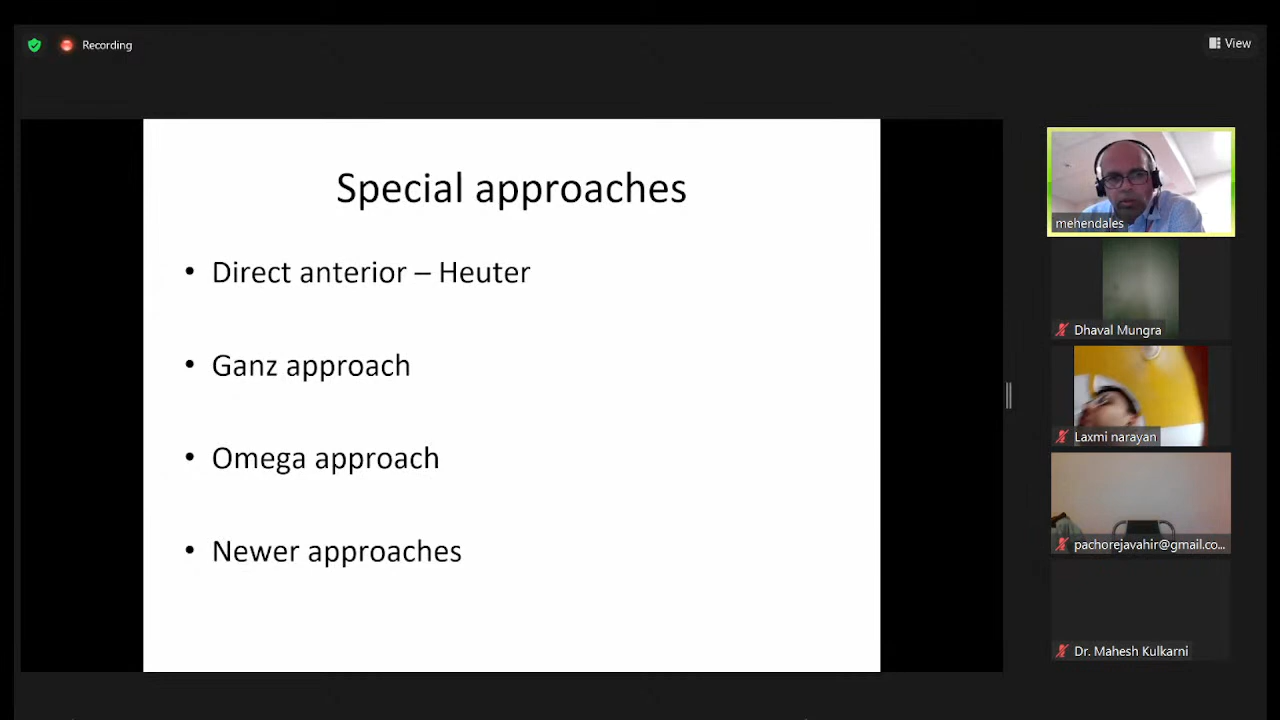 Recording
View
Special approaches
• Direct anterior – Heuter
• Ganz approach
• Omega approach
• Newer approaches
mehendales
Dhaval Mungra
Laxmi narayan
pachorejavahir@gmail.co...
Dr. Mahesh Kulkarni